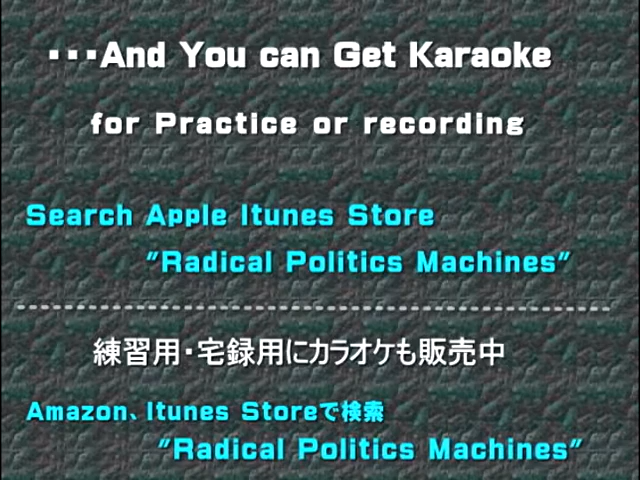 ・・・And You can Get Karaoke
for Practice or recording
Search Apple Itunes Store
"Radical Politics Machines"
練習用・宅録用にカラオケも販売中
Amazon、Itunes Storeで検索
"Radical Politics Machines"